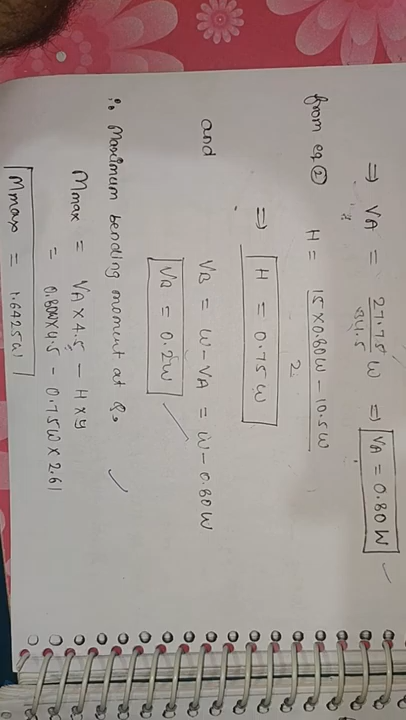 ⇒ VA = 27.75/34.5 W ⇒ VA = 0.80 W
from eq ②
H = (15 × 0.80W − 10.5W)/2
⇒ H = 0.75 W
and VB = W − VA = W − 0.80 W
VB = 0.2W
∴ Maximum bending moment at
Mmax = VA × 4.5 − H × y
= 0.80W × 4.5 − 0.75W × 2.61
Mmax = 1.6425W